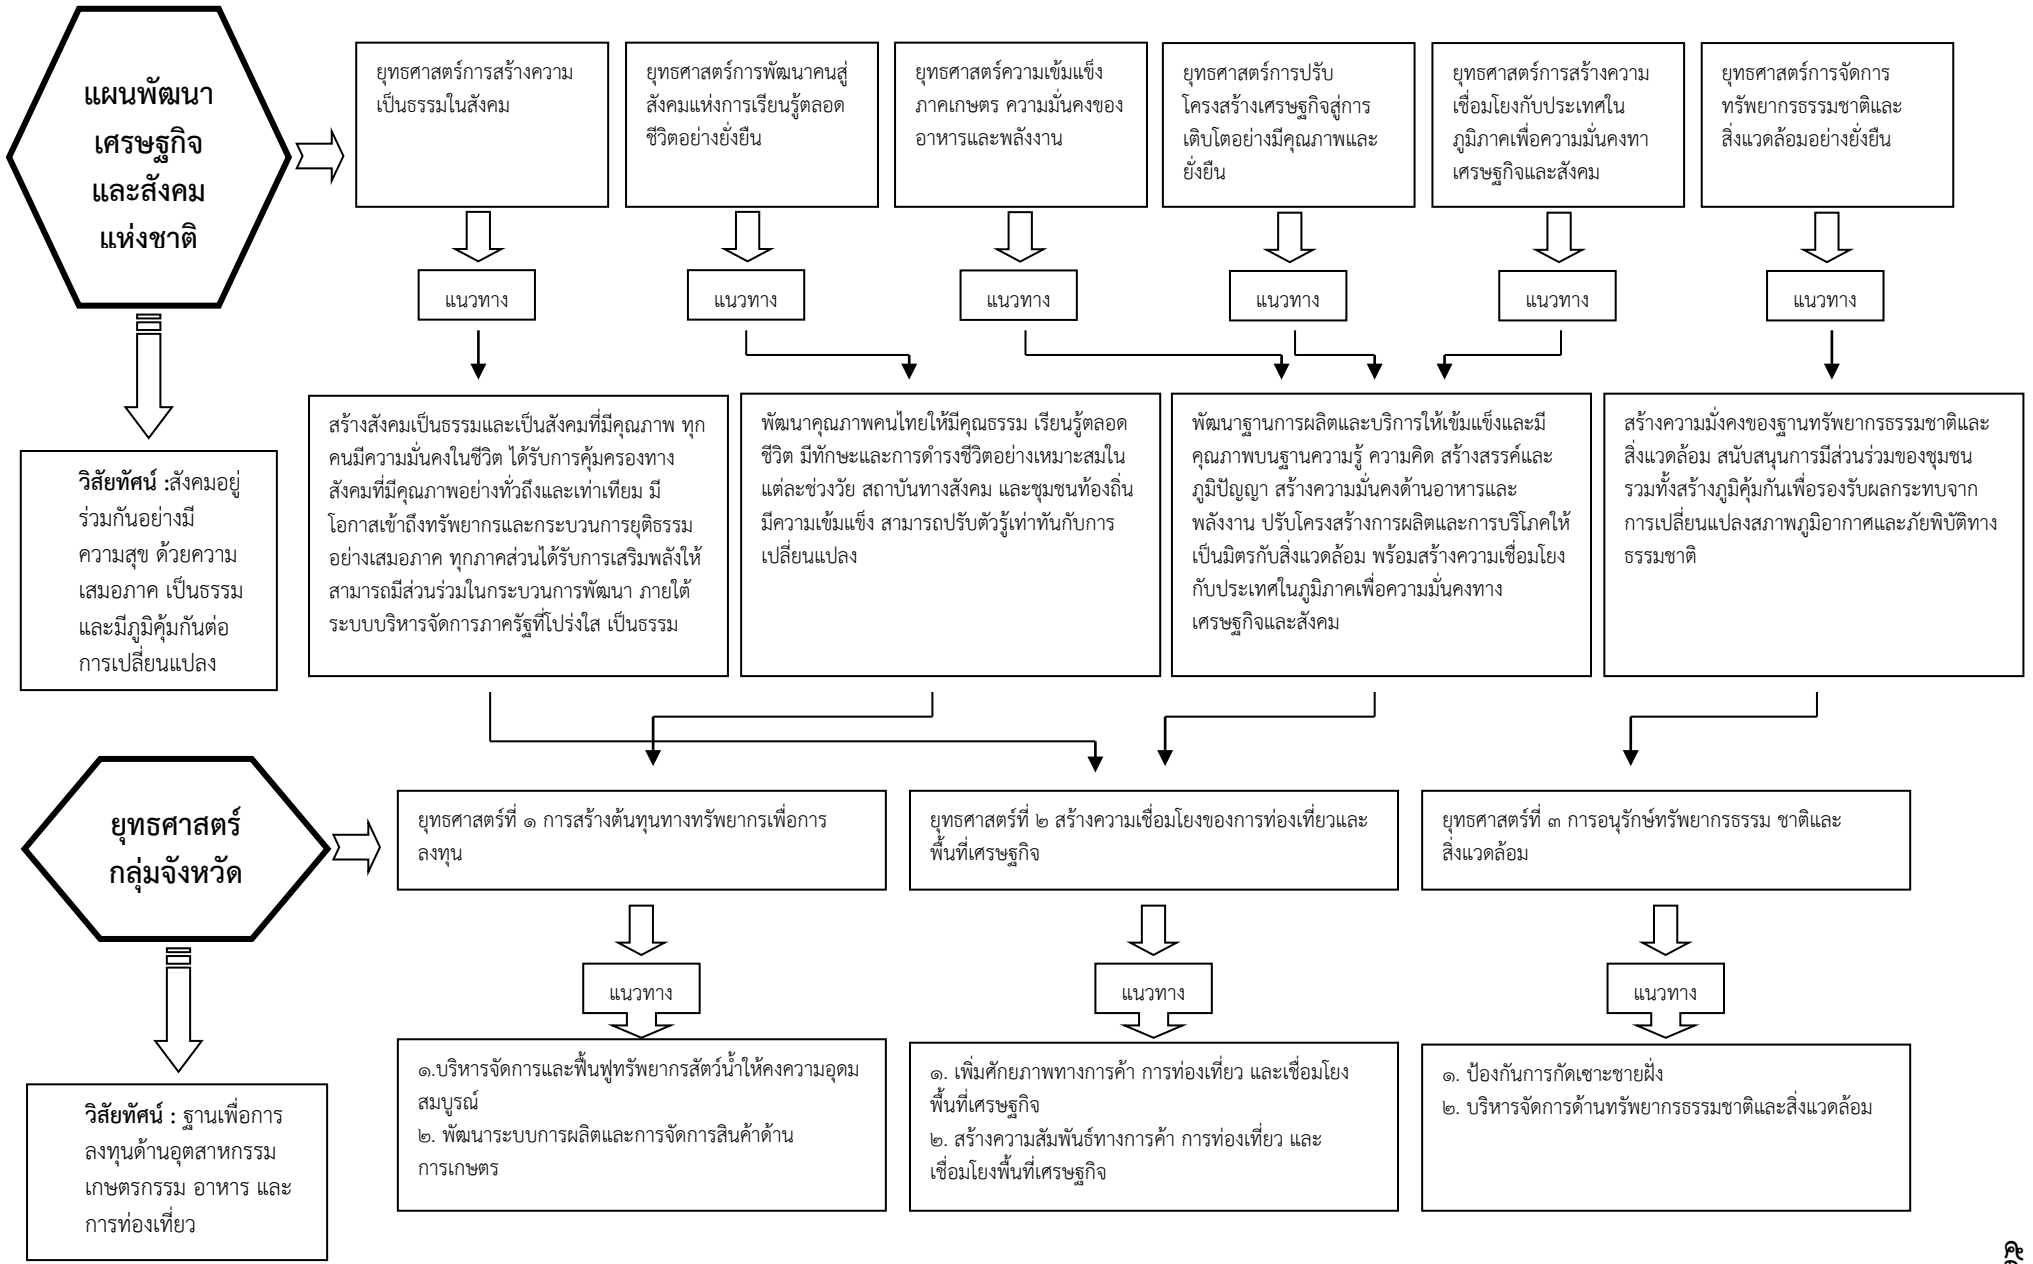 แผนพัฒนา
เศรษฐกิจ
และสังคม
แห่งชาติ
ยุทธศาสตร์การสร้างความ
เป็นธรรมในสังคม
ยุทธศาสตร์การพัฒนาคนสู่
สังคมแห่งการเรียนรู้ตลอด
ชีวิตอย่างยั่งยืน
ยุทธศาสตร์ความเข้มแข็ง
ภาคเกษตร ความมั่นคงของ
อาหารและพลังงาน
ยุทธศาสตร์การปรับ
โครงสร้างเศรษฐกิจสู่การ
เติบโตอย่างมีคุณภาพและ
ยั่งยืน
ยุทธศาสตร์การสร้างความ
เชื่อมโยงกับประเทศใน
ภูมิภาคเพื่อความมั่นคงทา
เศรษฐกิจและสังคม
ยุทธศาสตร์การจัดการ
ทรัพยากรธรรมชาติและ
สิ่งแวดล้อมอย่างยั่งยืน
แนวทาง
แนวทาง
แนวทาง
แนวทาง
แนวทาง
แนวทาง
วิสัยทัศน์ :สังคมอยู่
ร่วมกันอย่างมี
ความสุข ด้วยความ
เสมอภาค เป็นธรรม
และมีภูมิคุ้มกันต่อ
การเปลี่ยนแปลง
สร้างสังคมเป็นธรรมและเป็นสังคมที่มีคุณภาพ ทุก
คนมีความมั่นคงในชีวิต ได้รับการคุ้มครองทาง
สังคมที่มีคุณภาพอย่างทั่วถึงและเท่าเทียม มี
โอกาสเข้าถึงทรัพยากรและกระบวนการยุติธรรม
อย่างเสมอภาค ทุกภาคส่วนได้รับการเสริมพลังให้
สามารถมีส่วนร่วมในกระบวนการพัฒนา ภายใต้
ระบบบริหารจัดการภาครัฐที่โปร่งใส เป็นธรรม
พัฒนาคุณภาพคนไทยให้มีคุณธรรม เรียนรู้ตลอด
ชีวิต มีทักษะและการดำรงชีวิตอย่างเหมาะสมใน
แต่ละช่วงวัย สถาบันทางสังคม และชุมชนท้องถิ่น
มีความเข้มแข็ง สามารถปรับตัวรู้เท่าทันกับการ
เปลี่ยนแปลง
พัฒนาฐานการผลิตและบริการให้เข้มแข็งและมี
คุณภาพบนฐานความรู้ ความคิด สร้างสรรค์และ
ภูมิปัญญา สร้างความมั่นคงด้านอาหารและ
พลังงาน ปรับโครงสร้างการผลิตและการบริโภคให้
เป็นมิตรกับสิ่งแวดล้อม พร้อมสร้างความเชื่อมโยง
กับประเทศในภูมิภาคเพื่อความมั่นคงทาง
เศรษฐกิจและสังคม
สร้างความมั่งคงของฐานทรัพยากรธรรมชาติและ
สิ่งแวดล้อม สนับสนุนการมีส่วนร่วมของชุมชน
รวมทั้งสร้างภูมิคุ้มกันเพื่อรองรับผลกระทบจาก
การเปลี่ยนแปลงสภาพภูมิอากาศและภัยพิบัติทาง
ธรรมชาติ
ยุทธศาสตร์
กลุ่มจังหวัด
ยุทธศาสตร์ที่ ๑ การสร้างต้นทุนทางทรัพยากรเพื่อการ
ลงทุน
ยุทธศาสตร์ที่ ๒ สร้างความเชื่อมโยงของการท่องเที่ยวและ
พื้นที่เศรษฐกิจ
ยุทธศาสตร์ที่ ๓ การอนุรักษ์ทรัพยากรธรรม ชาติและ
สิ่งแวดล้อม
แนวทาง
แนวทาง
แนวทาง
วิสัยทัศน์ : ฐานเพื่อการ
ลงทุนด้านอุตสาหกรรม
เกษตรกรรม อาหาร และ
การท่องเที่ยว
๑.บริหารจัดการและฟื้นฟูทรัพยากรสัตว์น้ำให้คงความอุดม
สมบูรณ์
๒. พัฒนาระบบการผลิตและการจัดการสินค้าด้าน
การเกษตร
๑. เพิ่มศักยภาพทางการค้า การท่องเที่ยว และเชื่อมโยง
พื้นที่เศรษฐกิจ
๒. สร้างความสัมพันธ์ทางการค้า การท่องเที่ยว และ
เชื่อมโยงพื้นที่เศรษฐกิจ
๑. ป้องกันการกัดเซาะชายฝั่ง
๒. บริหารจัดการด้านทรัพยากรธรรมชาติและสิ่งแวดล้อม